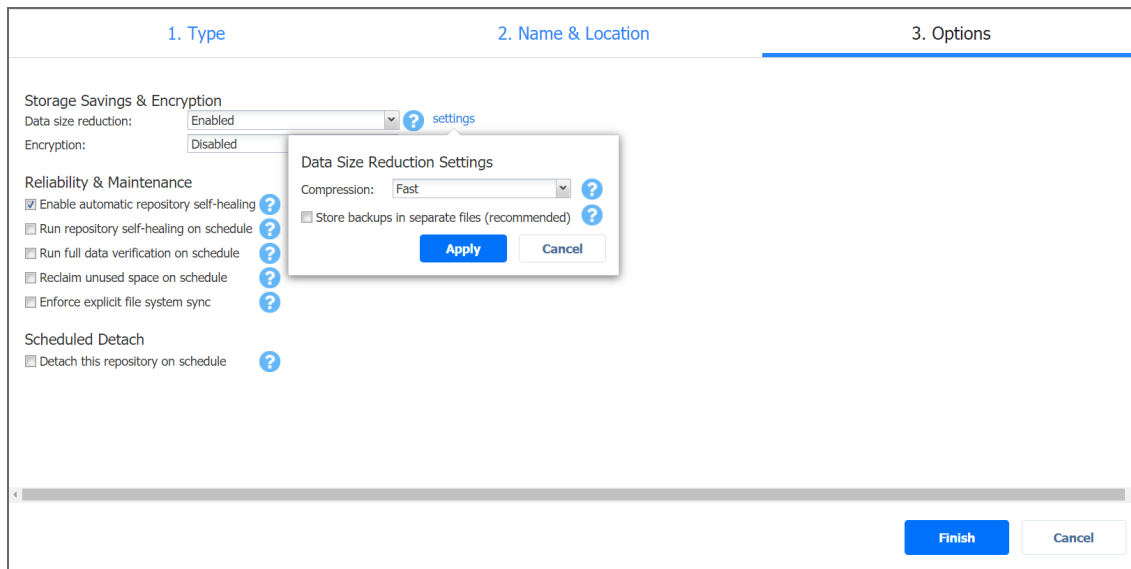 1. Type
2. Name & Location
3. Options
Storage Savings & Encryption
Data size reduction: Enabled ? settings
Encryption: Disabled
Data Size Reduction Settings
Compression: Fast ?
Store backups in separate files (recommended) ?
Apply Cancel
Reliability & Maintenance
Enable automatic repository self-healing ?
Run repository self-healing on schedule ?
Run full data verification on schedule ?
Reclaim unused space on schedule ?
Enforce explicit file system sync ?
Scheduled Detach
Detach this repository on schedule ?
Finish Cancel